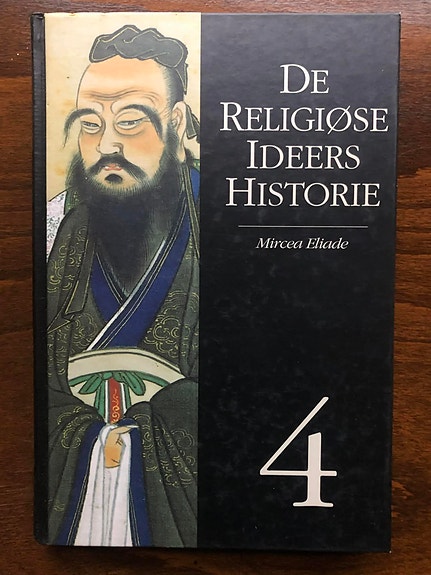 DE
RELIGIØSE
IDEERS
HISTORIE
Mircea Eliade
4